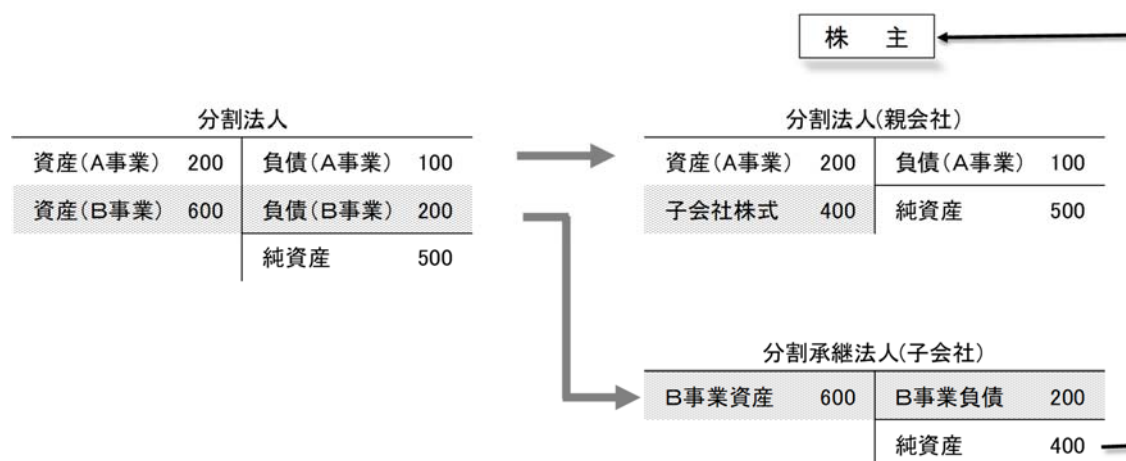 株 主
分割法人
資産(A事業) 200 負債(A事業) 100
資産(B事業) 600 負債(B事業) 200
純資産 500
分割法人(親会社)
資産(A事業) 200 負債(A事業) 100
子会社株式 400 純資産 500
分割承継法人(子会社)
B事業資産 600 B事業負債 200
純資産 400